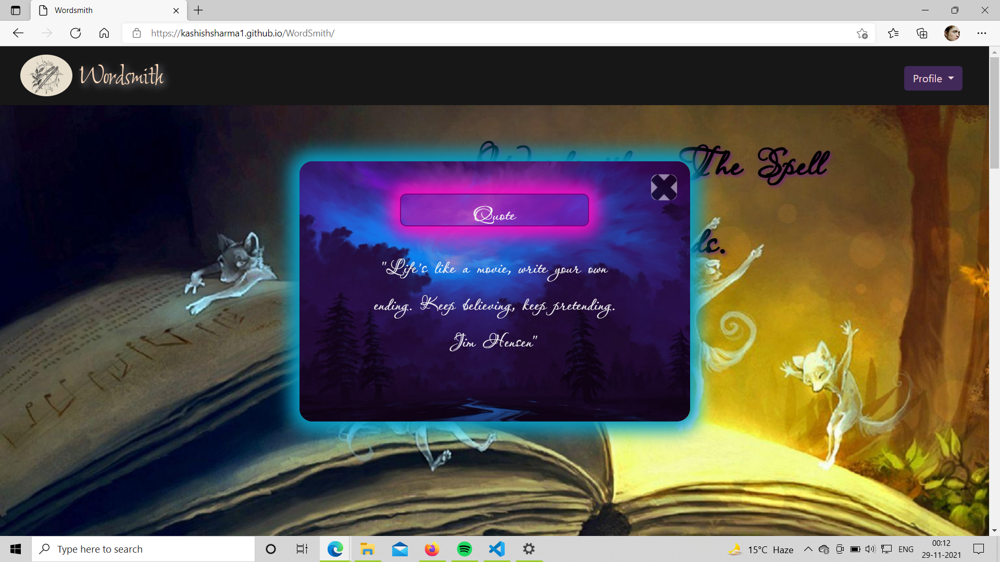 Wordsmith
https://kashishsharma1.github.io/WordSmith/
Wordsmith
Profile
The Spell
ds.
Quote
"Life's like a movie, write your own
ending. Keep believing, keep pretending.
Jim Hensen"
Type here to search
15°C Haze
ENG
00:12
29-11-2021